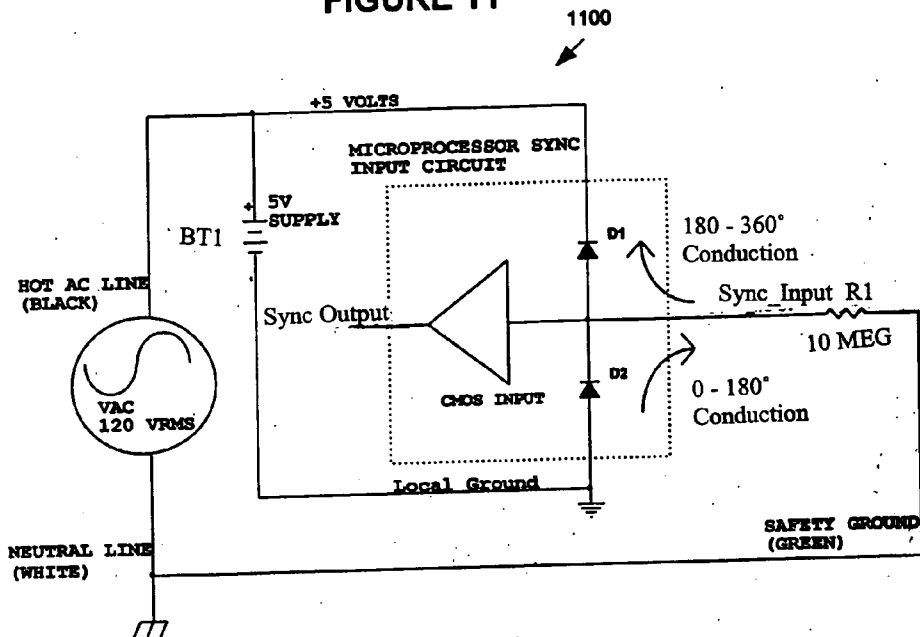 FIGURE 11
1100
+5 VOLTS
MICROPROCESSOR SYNC
INPUT CIRCUIT
+
5V
SUPPLY
BT1
D1
180 - 360°
Conduction
HOT AC LINE
(BLACK)
Sync Output
Sync_Input R1
10 MEG
VAC
120 VRMS
CMOS INPUT
D2
0 - 180°
Conduction
Local Ground
SAFETY GROUND
(GREEN)
NEUTRAL LINE
(WHITE)